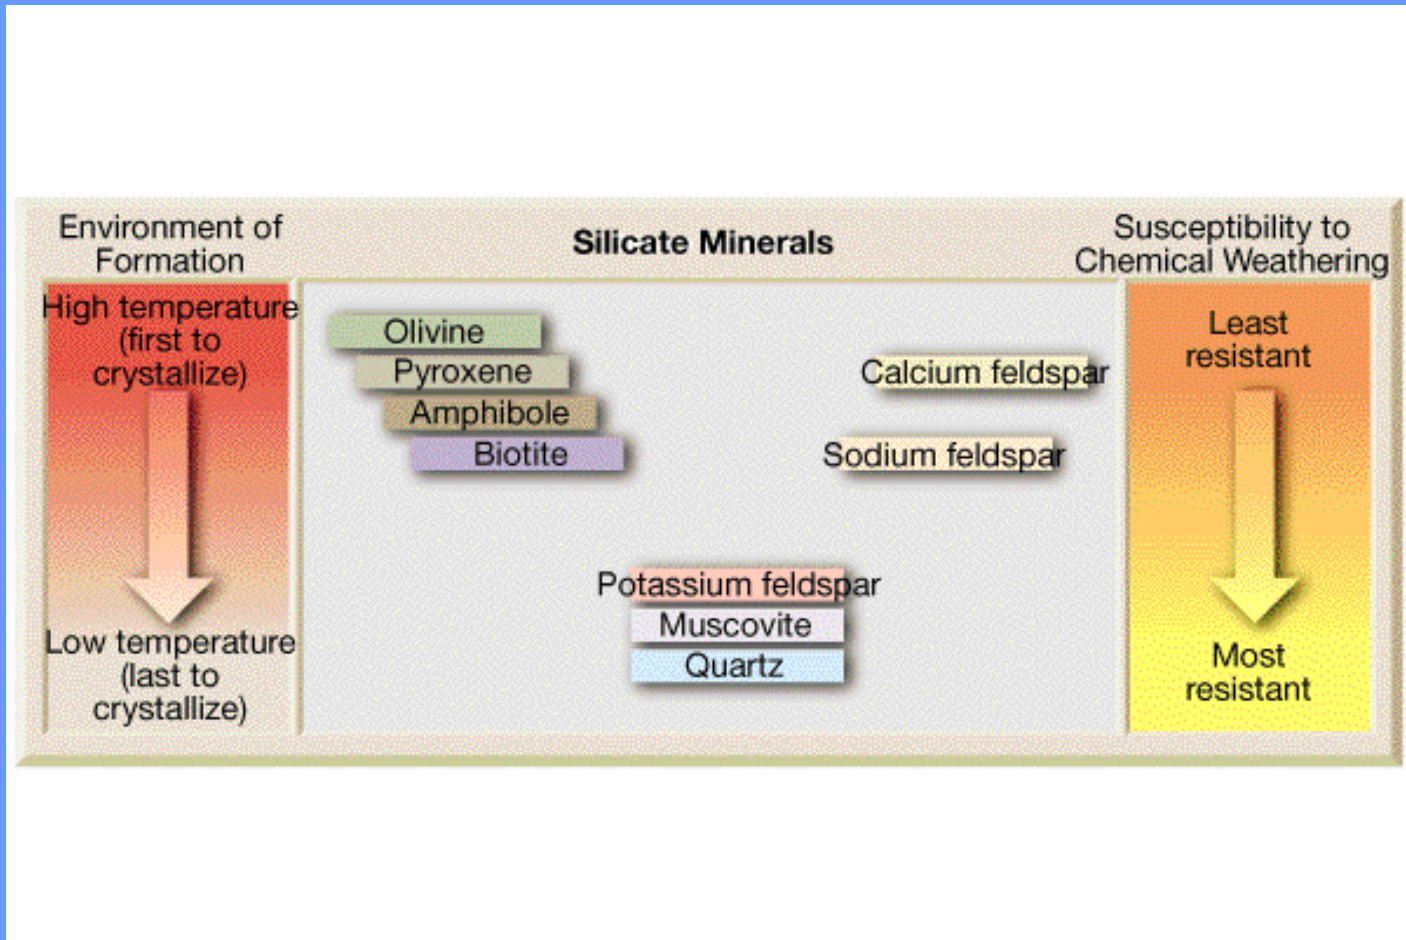 Environment of
Formation
Silicate Minerals
Susceptibility to
Chemical Weathering
High temperature
(first to
crystallize)
Low temperature
(last to
crystallize)
Olivine
Pyroxene
Amphibole
Biotite
Calcium feldspar
Sodium feldspar
Potassium feldspar
Muscovite
Quartz
Least
resistant
Most
resistant